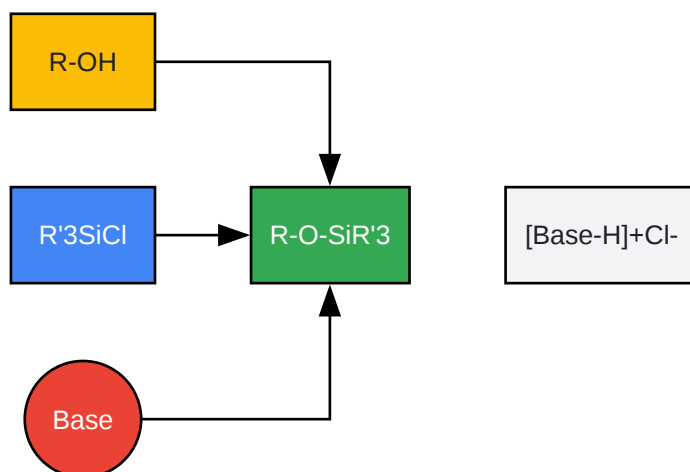 R-OH
R'3SiCl
R-O-SiR'3
[Base-H]+Cl-
Base